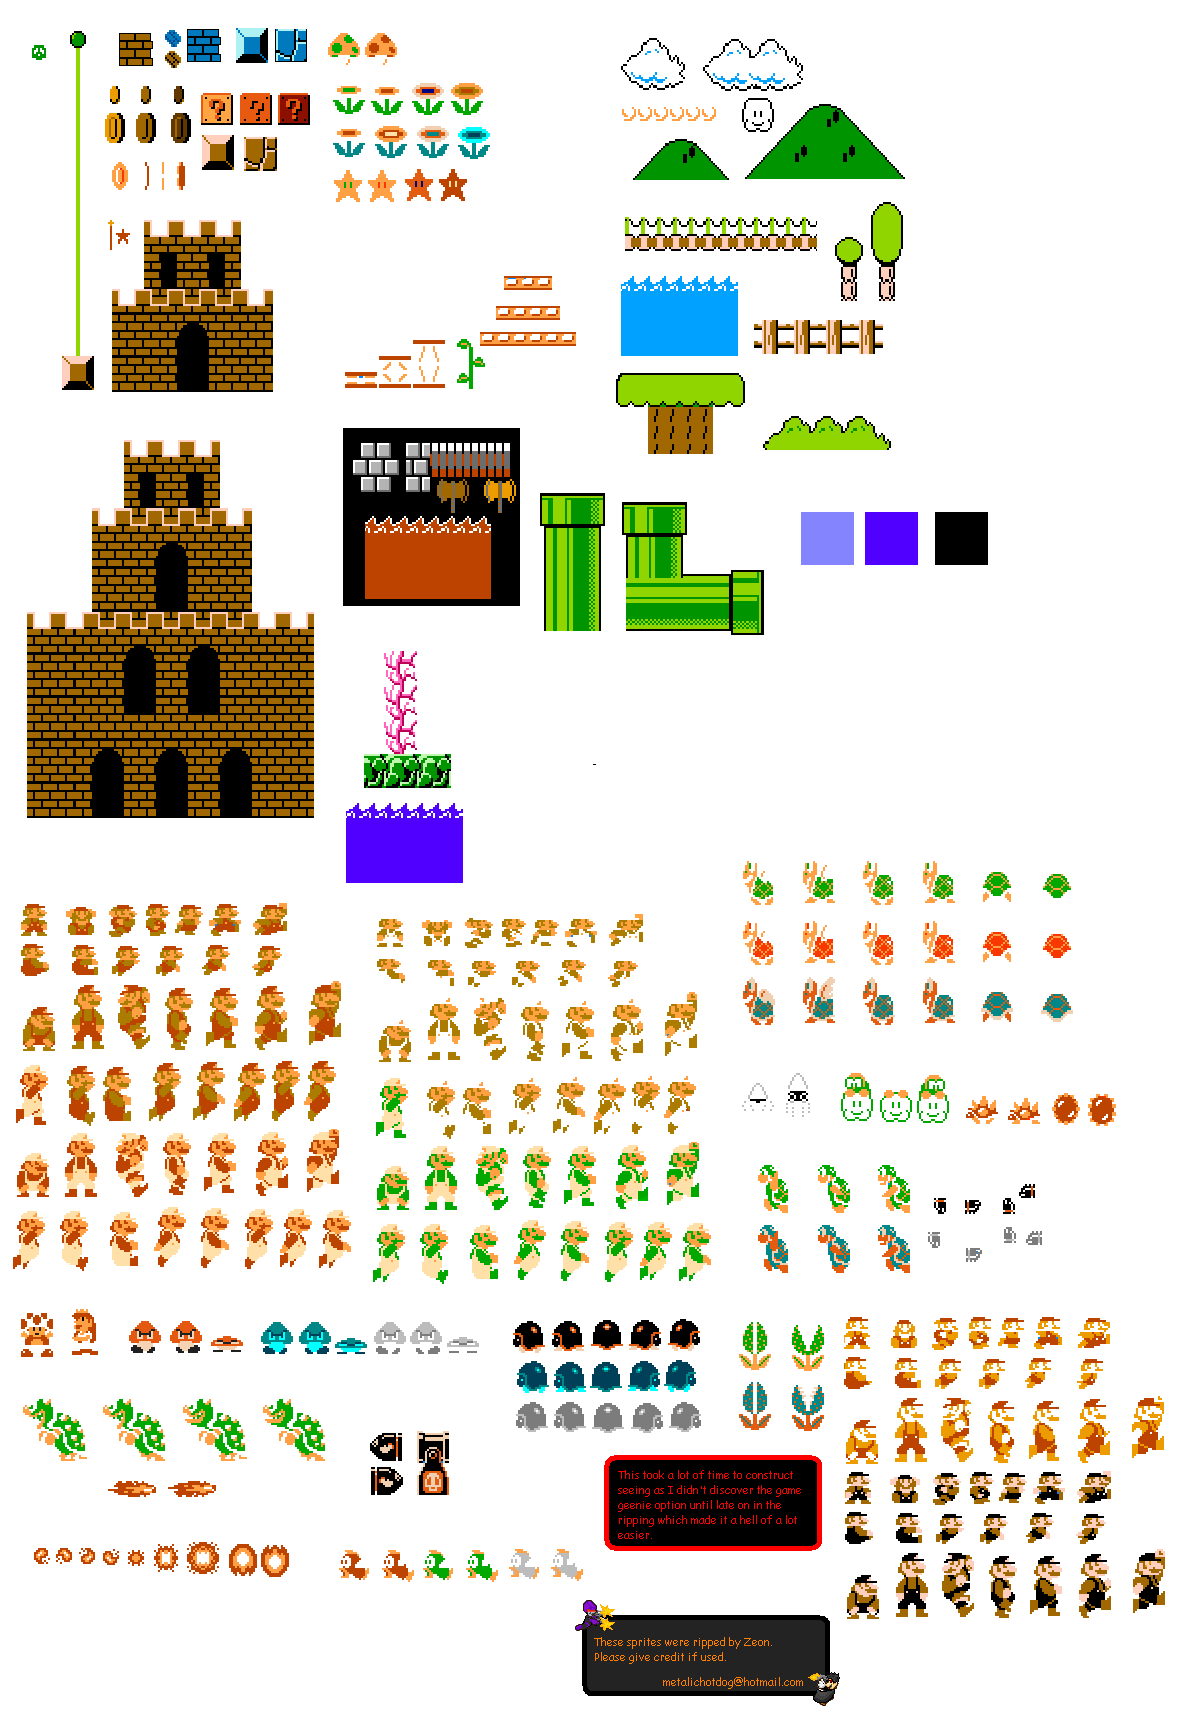 ? ? ?
This took a lot of time to construct
seeing as I didn't discover the game
geenie option until late on in the
ripping which made it a hell of a lot
easier.
These sprites were ripped by Zeon.
Please give credit if used.
metalichotdog@hotmail.com